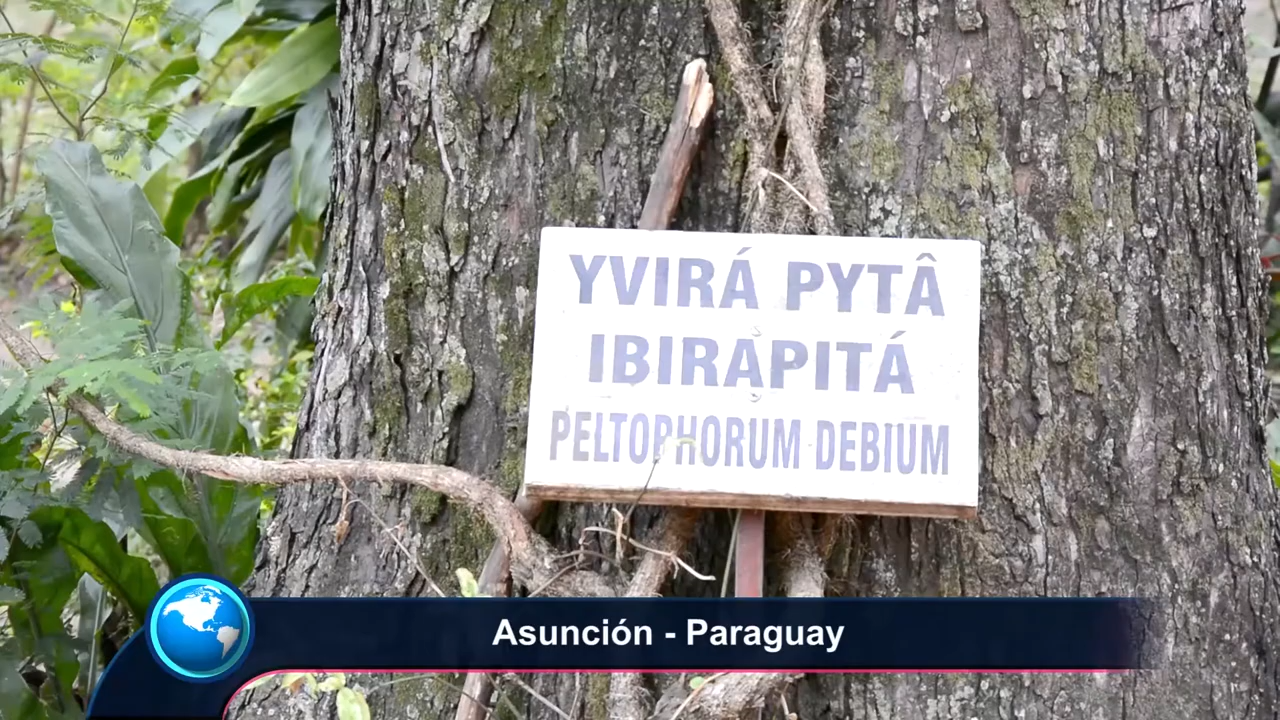 YVIRÁ PYTÂ
IBIRAPITÁ
PELTOPHORUM DEBIUM
Asunción - Paraguay